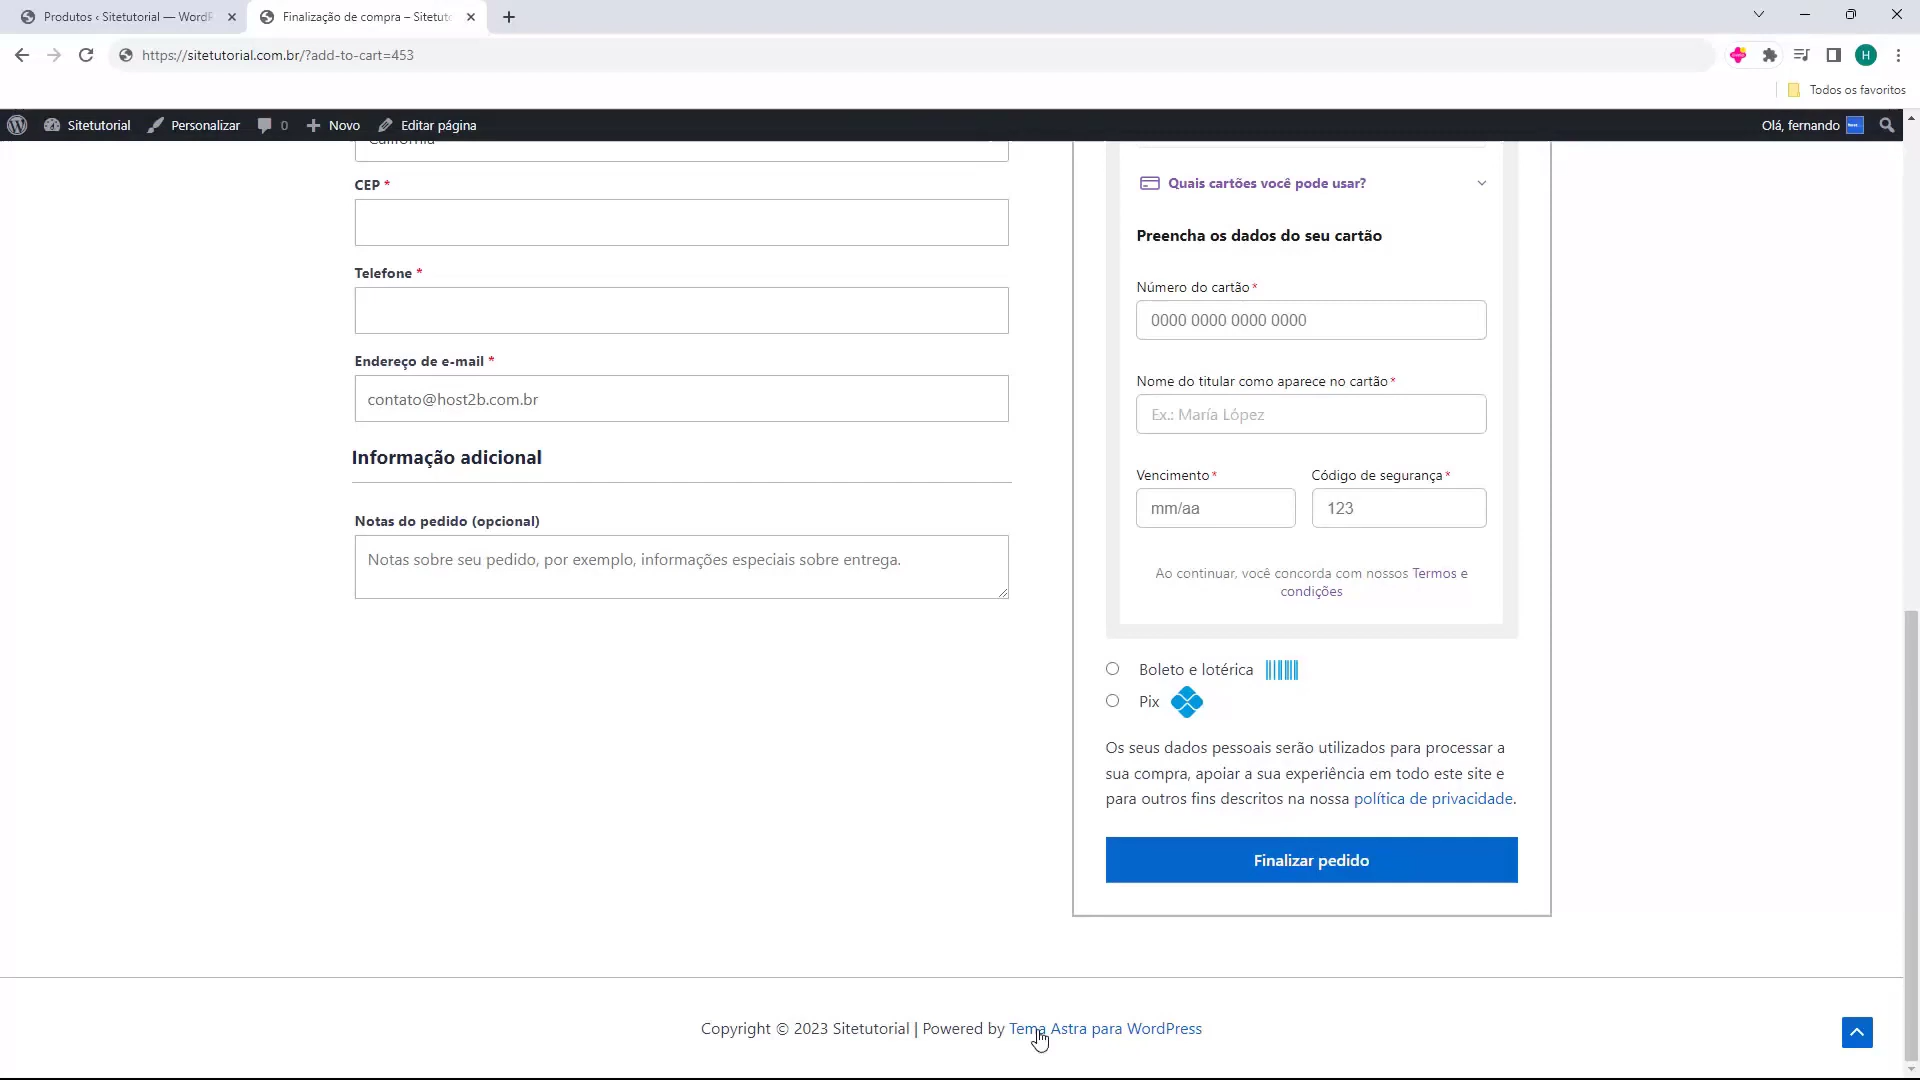 Produtos ‹ Sitetutorial — WordP
Finalização de compra – Sitetuto
https://sitetutorial.com.br/?add-to-cart=453
H
Todos os favoritos
Sitetutorial
Personalizar
0
Novo
Editar página
Olá, fernando
Califórnia
CEP *
Telefone *
Endereço de e-mail *
contato@host2b.com.br
Informação adicional
Notas do pedido (opcional)
Notas sobre seu pedido, por exemplo, informações especiais sobre entrega.
Quais cartões você pode usar?
Preencha os dados do seu cartão
Número do cartão*
0000 0000 0000 0000
Nome do titular como aparece no cartão*
Ex.: María López
Vencimento*
Código de segurança*
mm/aa
123
Ao continuar, você concorda com nossos Termos e
condições
Boleto e lotérica
Pix
Os seus dados pessoais serão utilizados para processar a
sua compra, apoiar a sua experiência em todo este site e
para outros fins descritos na nossa política de privacidade.
Finalizar pedido
Copyright © 2023 Sitetutorial | Powered by Tema Astra para WordPress